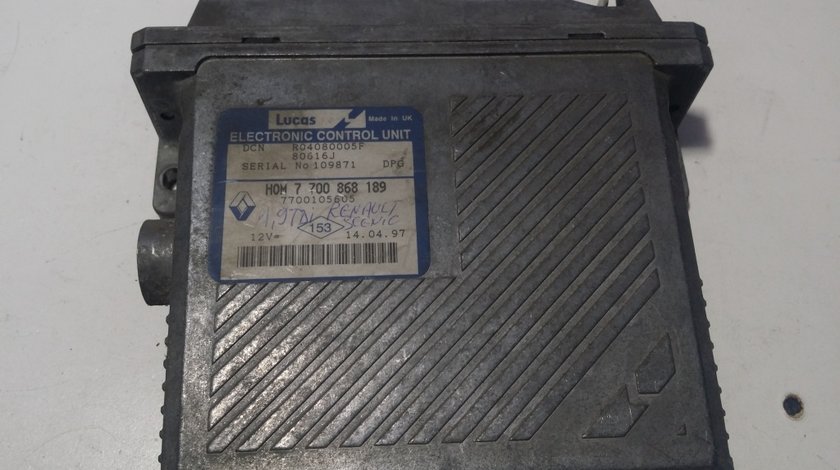 Lucas Made in UK
ELECTRONIC CONTROL UNIT
DCN R04080005F
80616J
SERIAL No 109871 DPG
HOM 7 700 868 189
7700105605
1,9TDi RENAULT
SCENIC
153
12V= 14.04.97